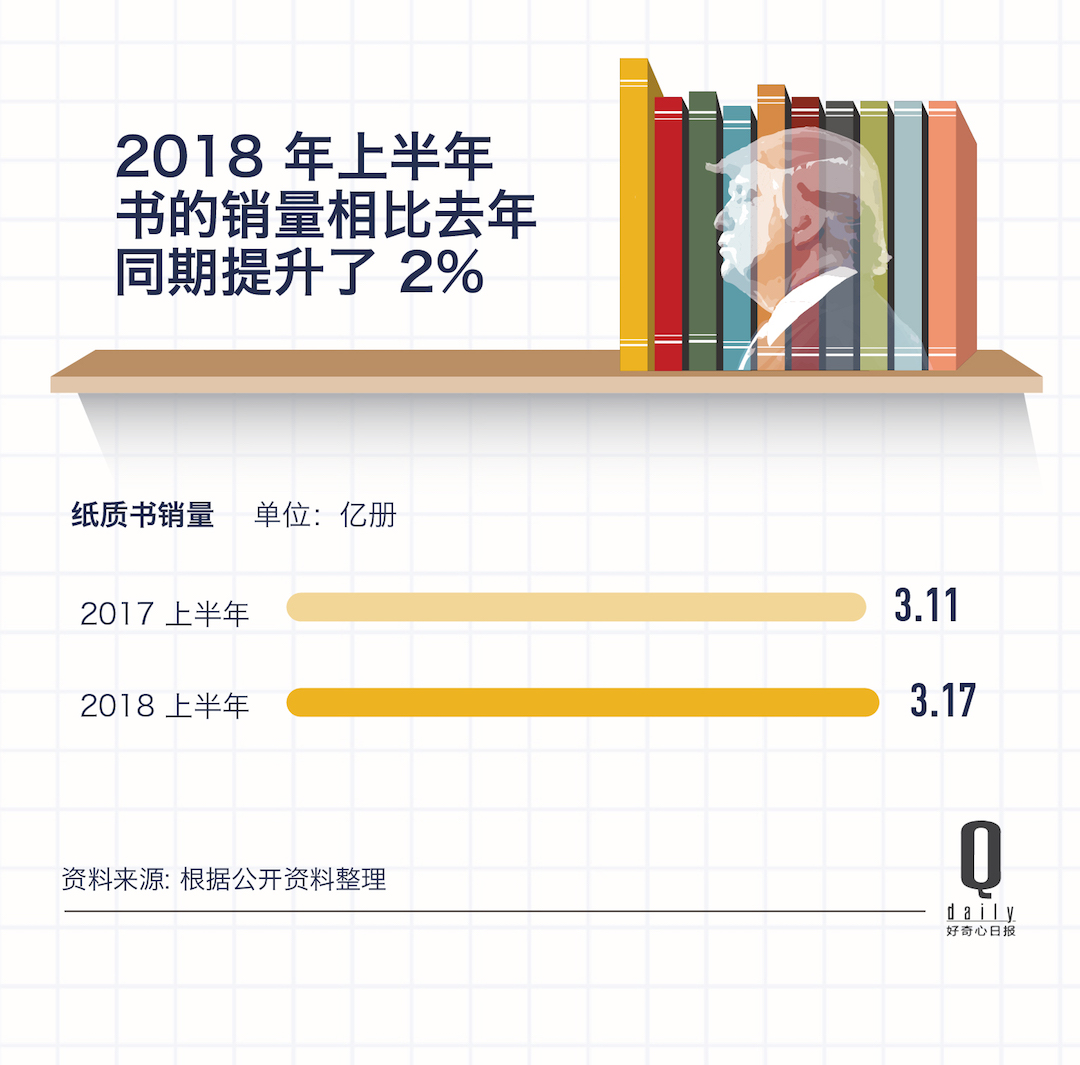 2018 年上半年
书的销量相比去年
同期提升了 2%
纸质书销量 单位：亿册
2017 上半年 3.11
2018 上半年 3.17
资料来源: 根据公开资料整理
Q
daily
好奇心日报